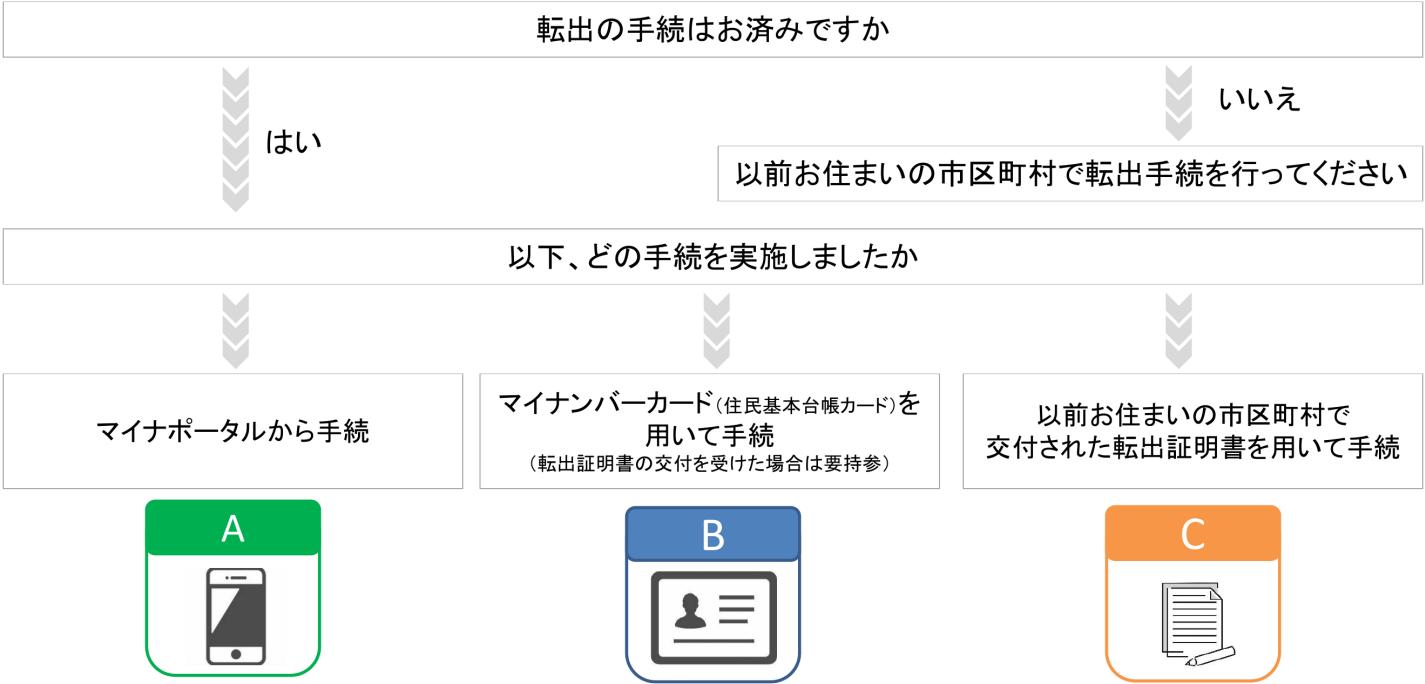 転出の手続はお済みですか
はい
いいえ
以前お住まいの市区町村で転出手続を行ってください
以下、どの手続を実施しましたか
マイナポータルから手続
マイナンバーカード(住民基本台帳カード)を
用いて手続
(転出証明書の交付を受けた場合は要持参)
以前お住まいの市区町村で
交付された転出証明書を用いて手続
A
B
C